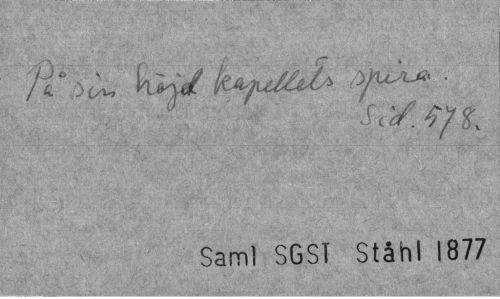 På sin höjd kapellets spira.
Sid. 578.
Saml SGST Ståhl 1877